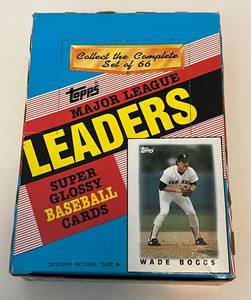 Collect the Complete
Set of 66
Topps
MAJOR LEAGUE
LEADERS
SUPER
GLOSSY
BASEBALL
CARDS
SHOWN ACTUAL SIZE
Topps
WADE BOGGS